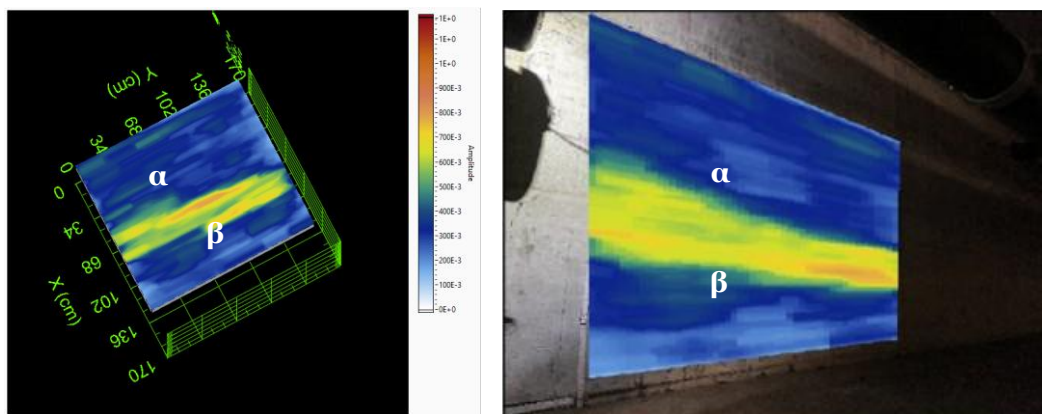 Y (cm)
0
34
68
102
136
170
0
34
68
102
136
170
X (cm)
α
β
1E+0
1E+0
1E+0
900E-3
800E-3
700E-3
600E-3
500E-3
400E-3
300E-3
200E-3
100E-3
0E+0
Amplitude
α
β